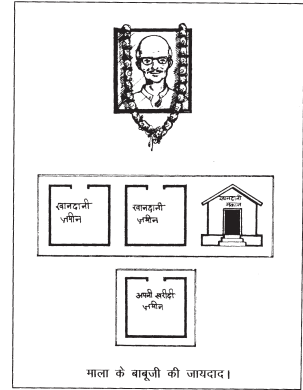 खानदानी
ज़मीन
खानदानी
ज़मीन
खानदानी
मकान
अपनी खरीदी
ज़मीन
माला के बाबूजी की जायदाद।